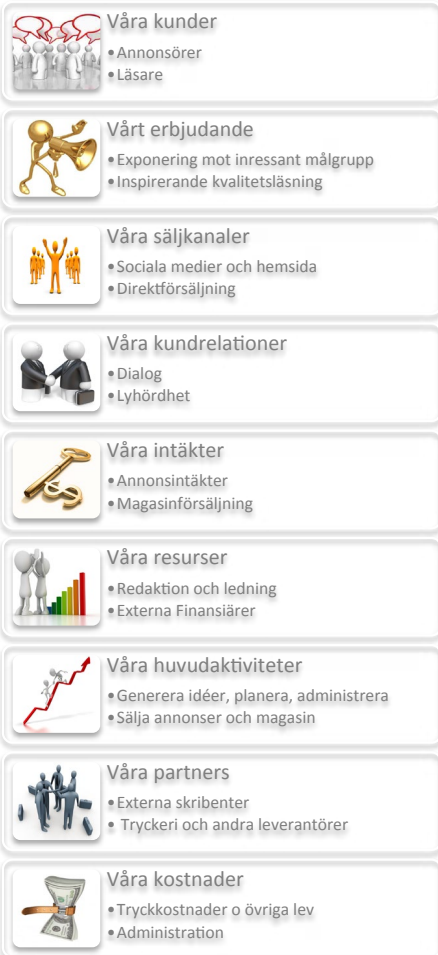 Våra kunder
•Annonsörer
•Läsare
Vårt erbjudande
•Exponering mot inressant målgrupp
•Inspirerande kvalitetsläsning
Våra säljkanaler
•Sociala medier och hemsida
•Direktförsäljning
Våra kundrelationer
•Dialog
•Lyhördhet
Våra intäkter
•Annonsintäkter
•Magasinförsäljning
Våra resurser
•Redaktion och ledning
•Externa Finansiärer
Våra huvudaktiviteter
•Generera idéer, planera, administrera
•Sälja annonser och magasin
Våra partners
•Externa skribenter
• Tryckeri och andra leverantörer
Våra kostnader
•Tryckkostnader o övriga lev
•Administration